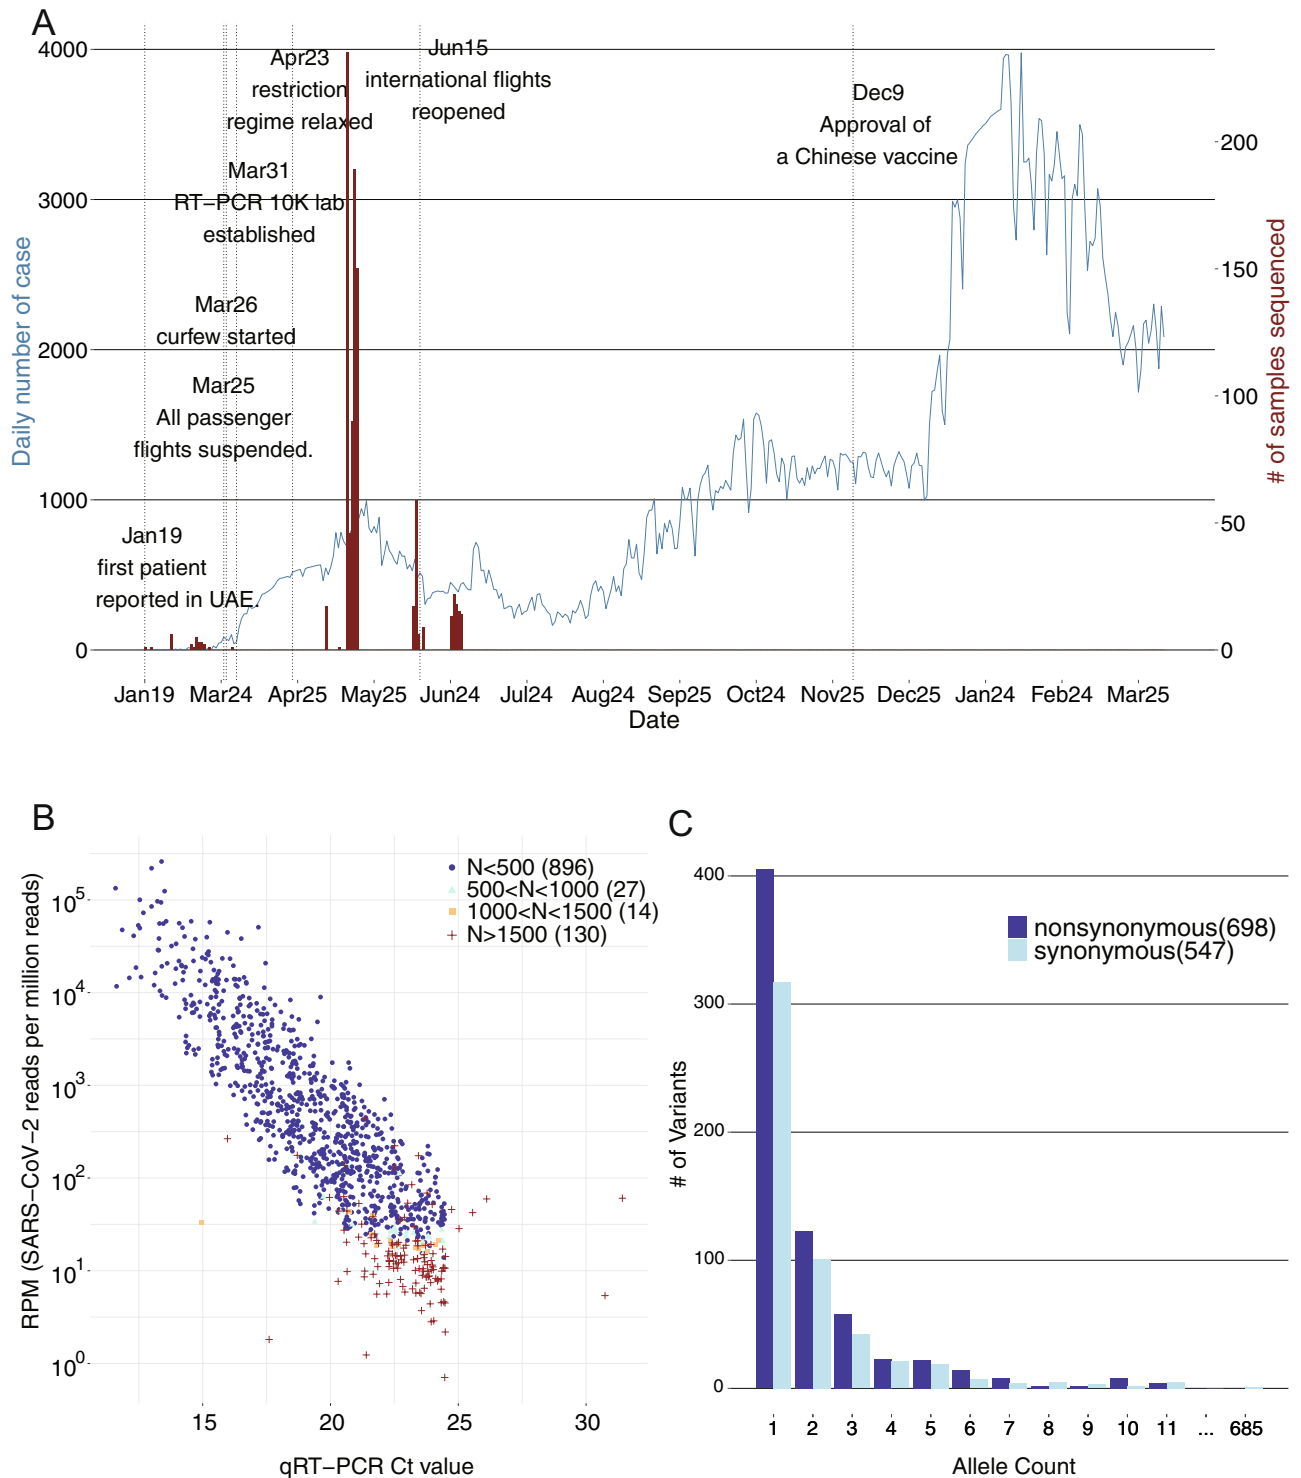 A
4000
3000
2000
1000
0
Daily number of case
200
150
100
50
0
# of samples sequenced
Apr23
restriction
regime relaxed
Jun15
international flights
reopened
Dec9
Approval of
a Chinese vaccine
Mar31
RT−PCR 10K lab
established
Mar26
curfew started
Mar25
All passenger
flights suspended.
Jan19
first patient
reported in UAE.
Jan19 Mar24 Apr25 May25 Jun24 Jul24 Aug24 Sep25 Oct24 Nov25 Dec25 Jan24 Feb24 Mar25
Date
B
RPM (SARS−CoV−2 reads per million reads)
10^5
10^4
10^3
10^2
10^1
10^0
N<500 (896)
500<N<1000 (27)
1000<N<1500 (14)
N>1500 (130)
15 20 25 30
qRT−PCR Ct value
C
# of Variants
400
300
200
100
0
nonsynonymous(698)
synonymous(547)
1 2 3 4 5 6 7 8 9 10 11 ... 685
Allele Count